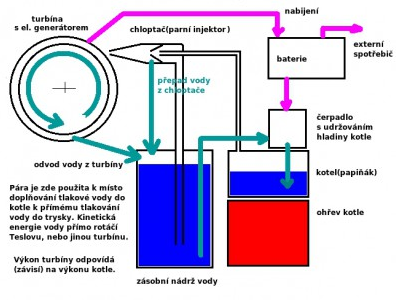 turbína
s el. generátorem
chloptač(parní injektor)
nabíjení
externí
spotřebič
baterie
přepad vody
z chloptače
čerpadlo
s udržováním
hladiny kotle
odvod vody z turbíny
kotel(papiňák)
Pára je zde použita k místo
doplňování tlakové vody do
kotle k přímému tlakování
vody do trysky. Kinetická
energie vody přímo rotáčí
Teslovu, nebo jinou turbínu.
ohřev kotle
Výkon turbíny odpovídá
(závisí) na výkonu kotle.
zásobní nádrž vody